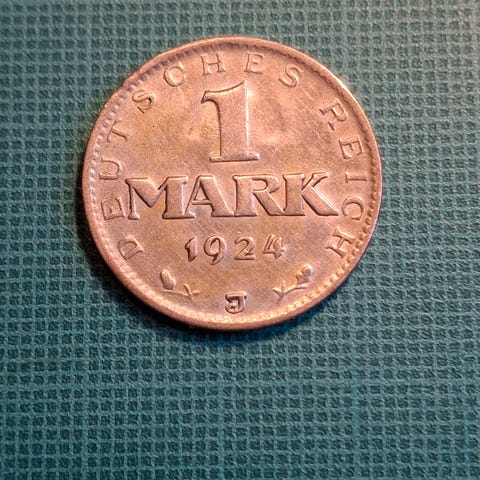 DEUTSCHES REICH
1
MARK
1924
J